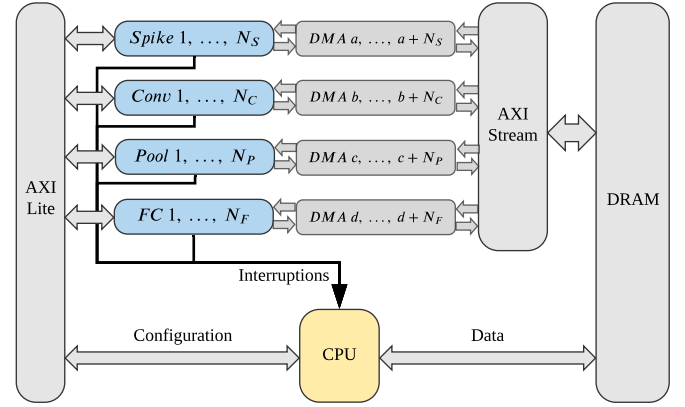 Spike 1, …, N_S
DMA a, …, a + N_S
Conv 1, …, N_C
DMA b, …, b + N_C
AXI
Stream
Pool 1, …, N_P
DMA c, …, c + N_P
AXI
Lite
DRAM
FC 1, …, N_F
DMA d, …, d + N_F
Interruptions
Configuration
CPU
Data